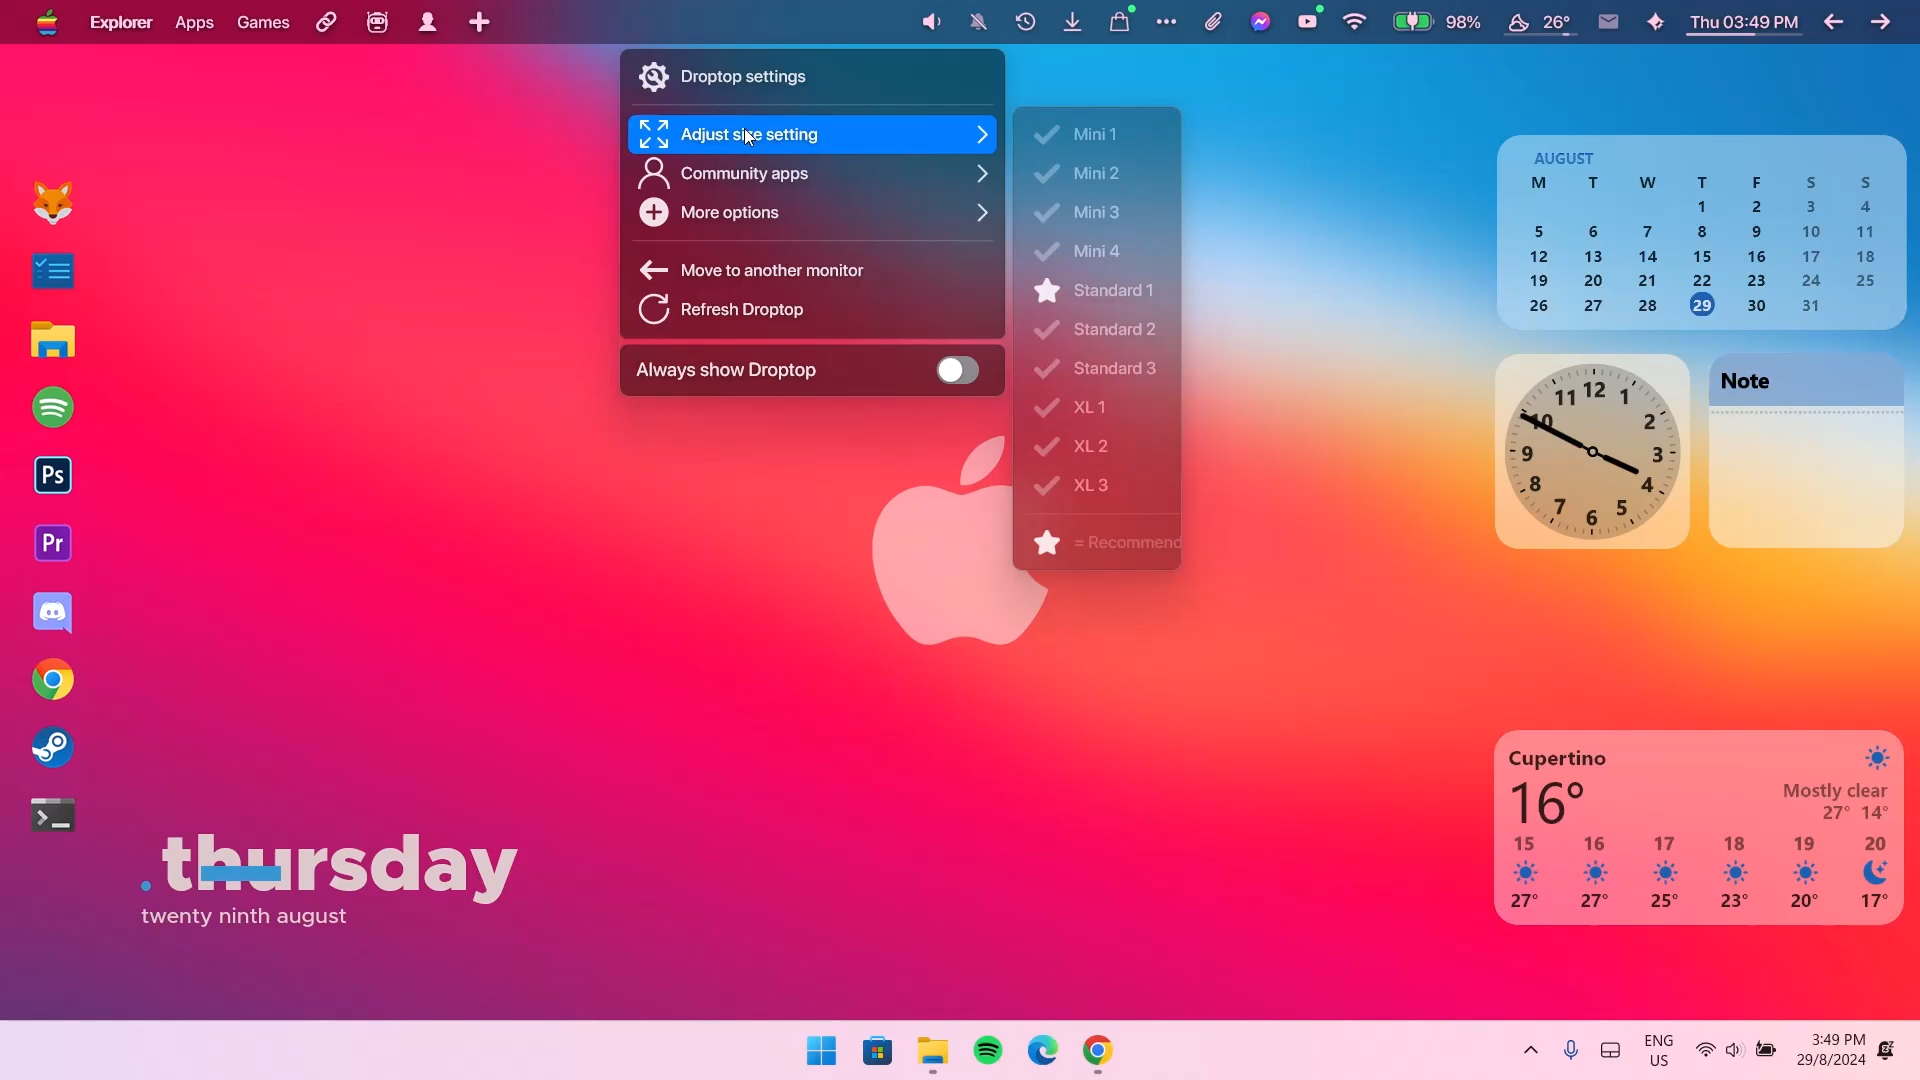 Explorer Apps Games 98% 26° Thu 03:49 PM
Droptop settings
Adjust size setting
Community apps
More options
Move to another monitor
Refresh Droptop
Always show Droptop
Mini 1
Mini 2
Mini 3
Mini 4
Standard 1
Standard 2
Standard 3
XL 1
XL 2
XL 3
= Recommend
AUGUST
M T W T F S S
1 2 3 4
5 6 7 8 9 10 11
12 13 14 15 16 17 18
19 20 21 22 23 24 25
26 27 28 29 30 31
12 1 2 3 4 5 6 7 8 9 10 11
Note
Ps
Pr
Cupertino
16°
Mostly clear
27° 14°
15 16 17 18 19 20
27° 27° 25° 23° 20° 17°
. thursday
twenty ninth august
ENG
US
3:49 PM
29/8/2024